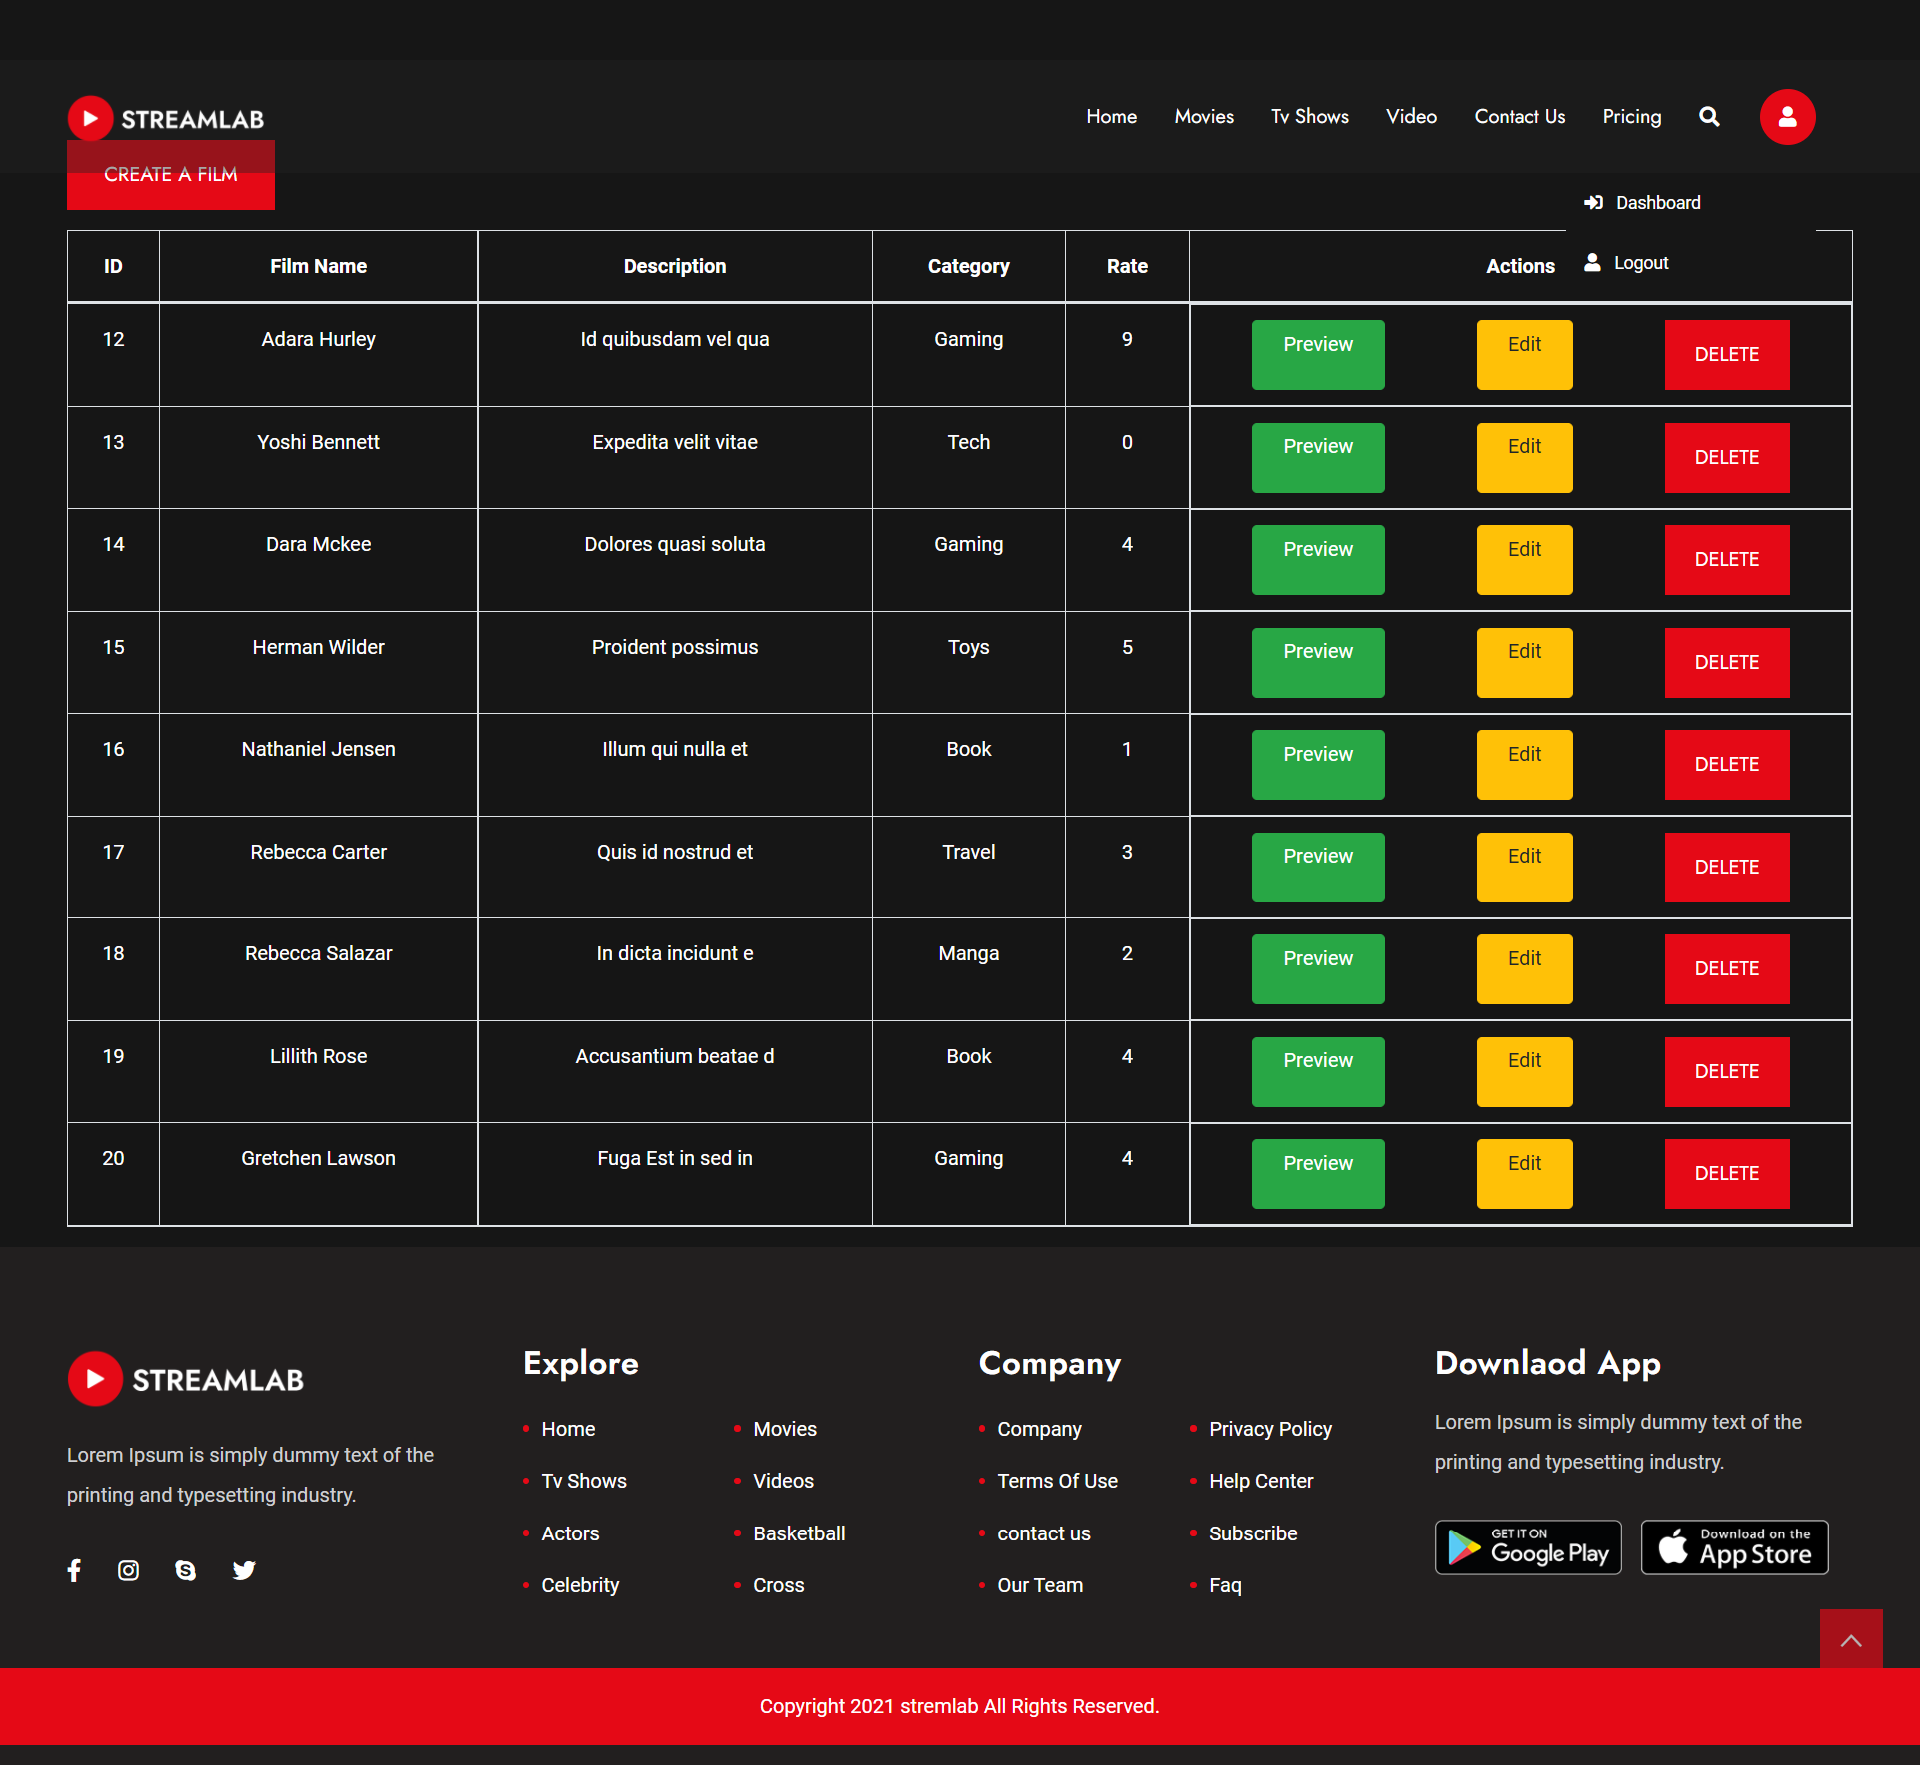 STREAMLAB
Home Movies Tv Shows Video Contact Us Pricing
CREATE A FILM
Dashboard
Logout
ID Film Name Description Category Rate Actions
12 Adara Hurley Id quibusdam vel qua Gaming 9 Preview Edit DELETE
13 Yoshi Bennett Expedita velit vitae Tech 0 Preview Edit DELETE
14 Dara Mckee Dolores quasi soluta Gaming 4 Preview Edit DELETE
15 Herman Wilder Proident possimus Toys 5 Preview Edit DELETE
16 Nathaniel Jensen Illum qui nulla et Book 1 Preview Edit DELETE
17 Rebecca Carter Quis id nostrud et Travel 3 Preview Edit DELETE
18 Rebecca Salazar In dicta incidunt e Manga 2 Preview Edit DELETE
19 Lillith Rose Accusantium beatae d Book 4 Preview Edit DELETE
20 Gretchen Lawson Fuga Est in sed in Gaming 4 Preview Edit DELETE
STREAMLAB
Lorem Ipsum is simply dummy text of the
printing and typesetting industry.
Explore
Home Movies
Tv Shows Videos
Actors Basketball
Celebrity Cross
Company
Company Privacy Policy
Terms Of Use Help Center
contact us Subscribe
Our Team Faq
Downlaod App
Lorem Ipsum is simply dummy text of the
printing and typesetting industry.
GET IT ON
Google Play
Download on the
App Store
Copyright 2021 stremlab All Rights Reserved.